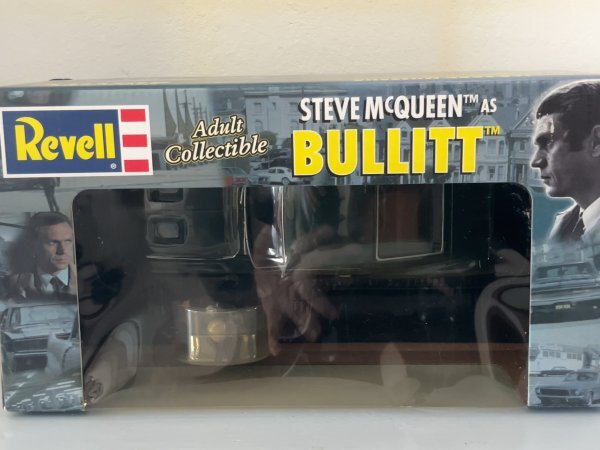 Revell
Adult
Collectible
STEVE McQUEEN™ AS
BULLITT™